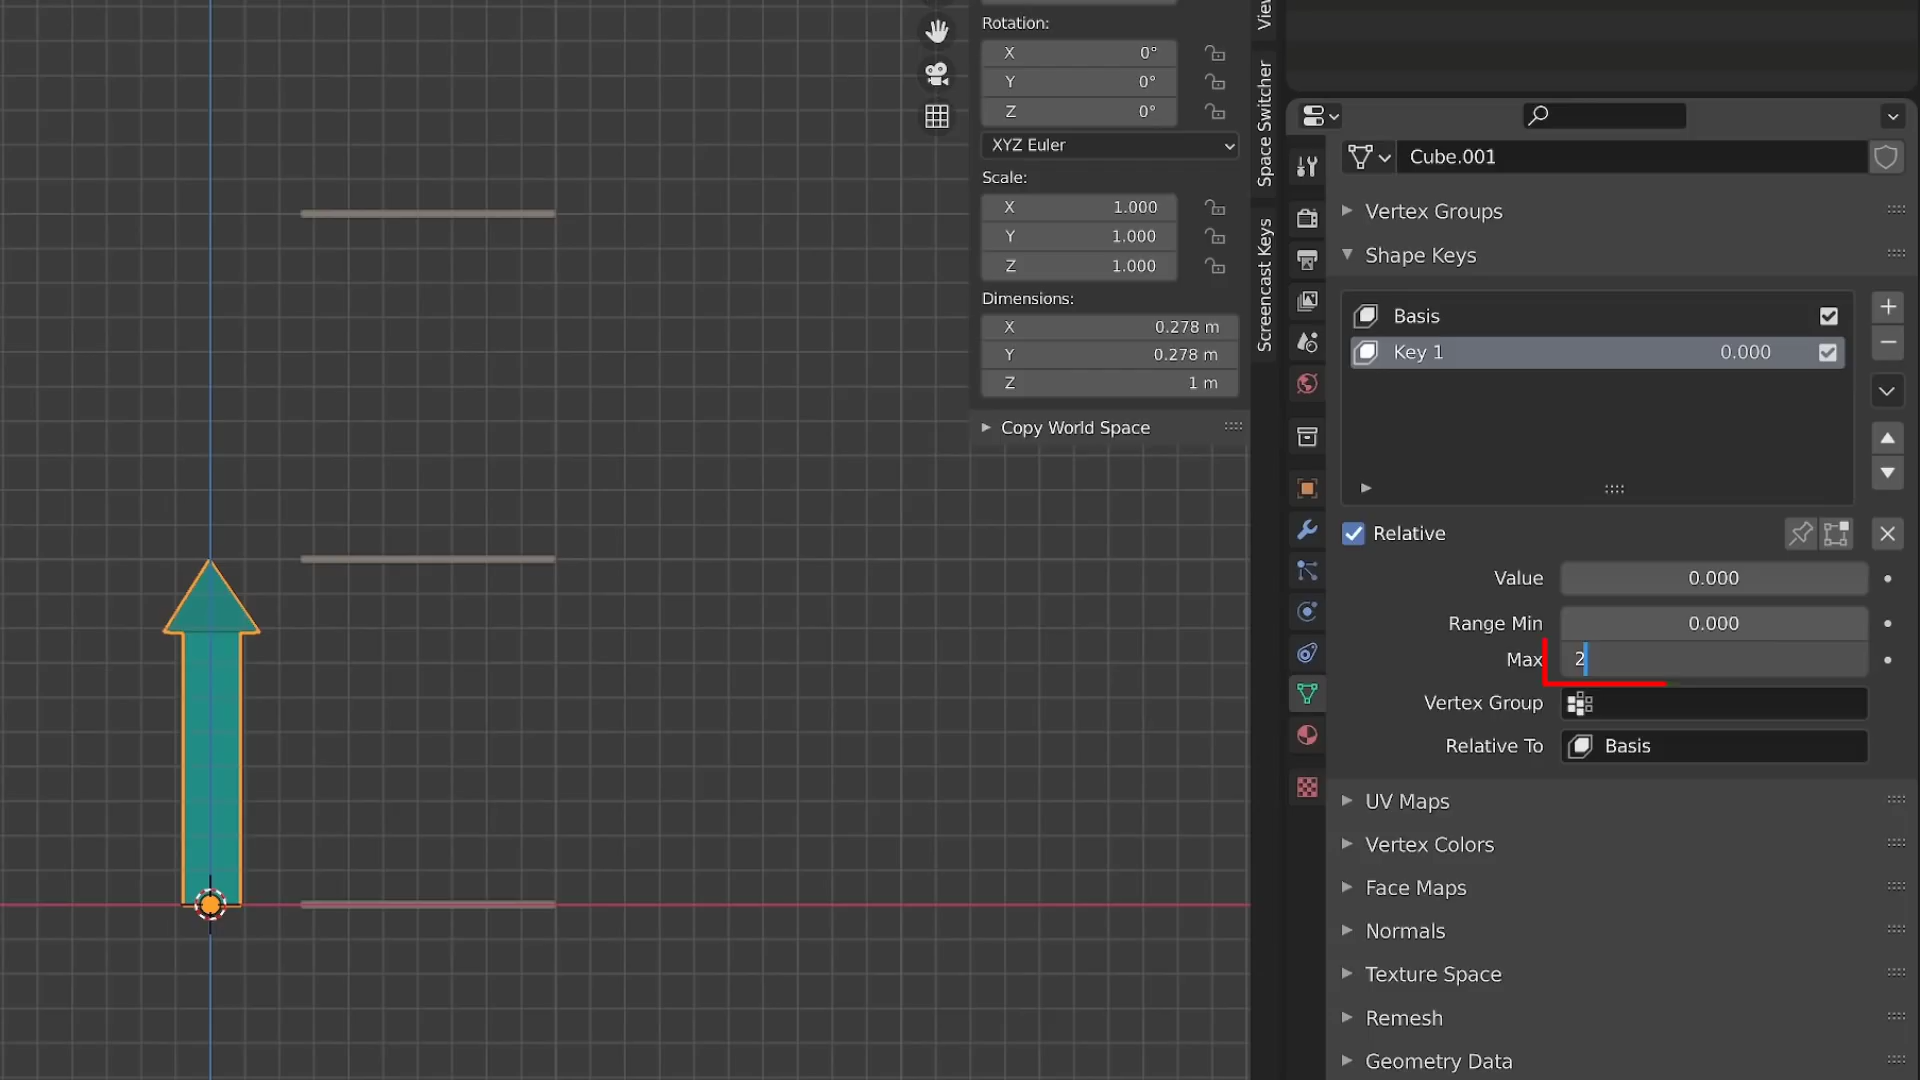 Rotation:
X 0°
Y 0°
Z 0°
XYZ Euler
Scale:
X 1.000
Y 1.000
Z 1.000
Dimensions:
X 0.278 m
Y 0.278 m
Z 1 m
Copy World Space
Space Switcher
Screencast Keys
Cube.001
Vertex Groups
Shape Keys
Basis
Key 1 0.000
Relative
Value 0.000
Range Min 0.000
Max 2
Vertex Group
Relative To Basis
UV Maps
Vertex Colors
Face Maps
Normals
Texture Space
Remesh
Geometry Data